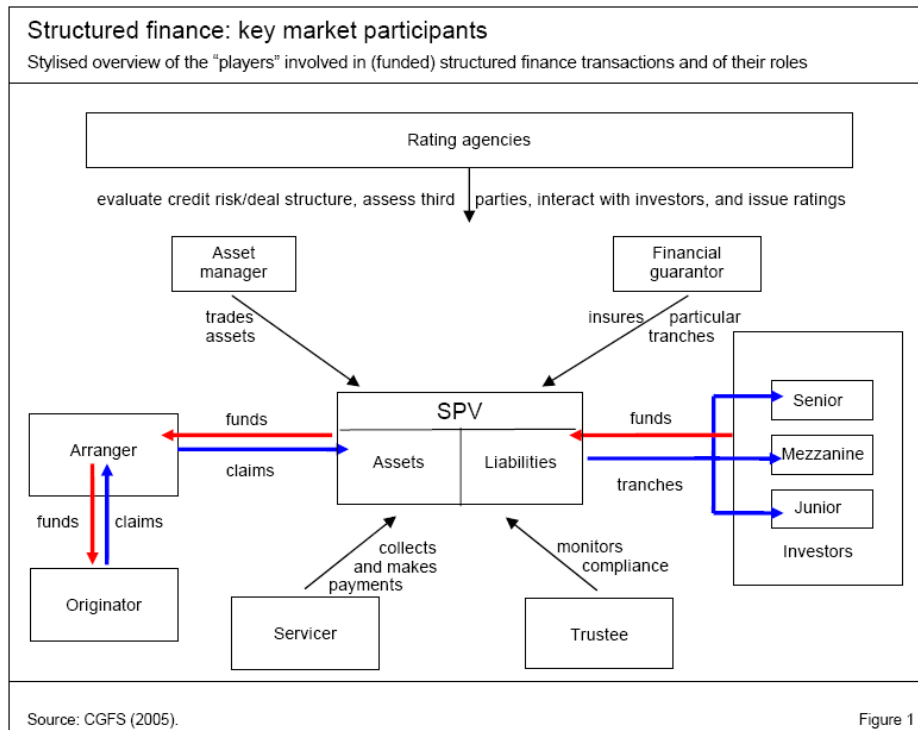 Structured finance: key market participants
Stylised overview of the “players” involved in (funded) structured finance transactions and of their roles
Rating agencies
evaluate credit risk/deal structure, assess third parties, interact with investors, and issue ratings
Asset
manager
Financial
guarantor
trades
assets
insures particular
tranches
SPV
Assets
Liabilities
funds
claims
Arranger
funds
claims
Originator
funds
tranches
Senior
Mezzanine
Junior
Investors
collects
and makes
payments
Servicer
monitors
compliance
Trustee
Source: CGFS (2005).
Figure 1